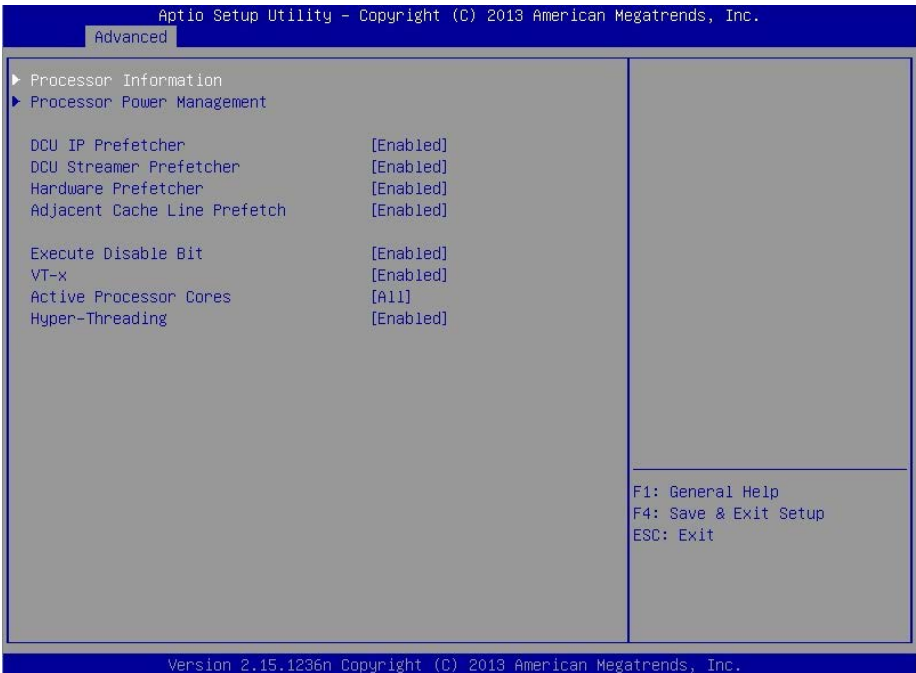 Aptio Setup Utility – Copyright (C) 2013 American Megatrends, Inc.
Advanced
Processor Information
Processor Power Management
DCU IP Prefetcher [Enabled]
DCU Streamer Prefetcher [Enabled]
Hardware Prefetcher [Enabled]
Adjacent Cache Line Prefetch [Enabled]
Execute Disable Bit [Enabled]
VT-x [Enabled]
Active Processor Cores [All]
Hyper-Threading [Enabled]
F1: General Help
F4: Save & Exit Setup
ESC: Exit
Version 2.15.1236n Copyright (C) 2013 American Megatrends, Inc.